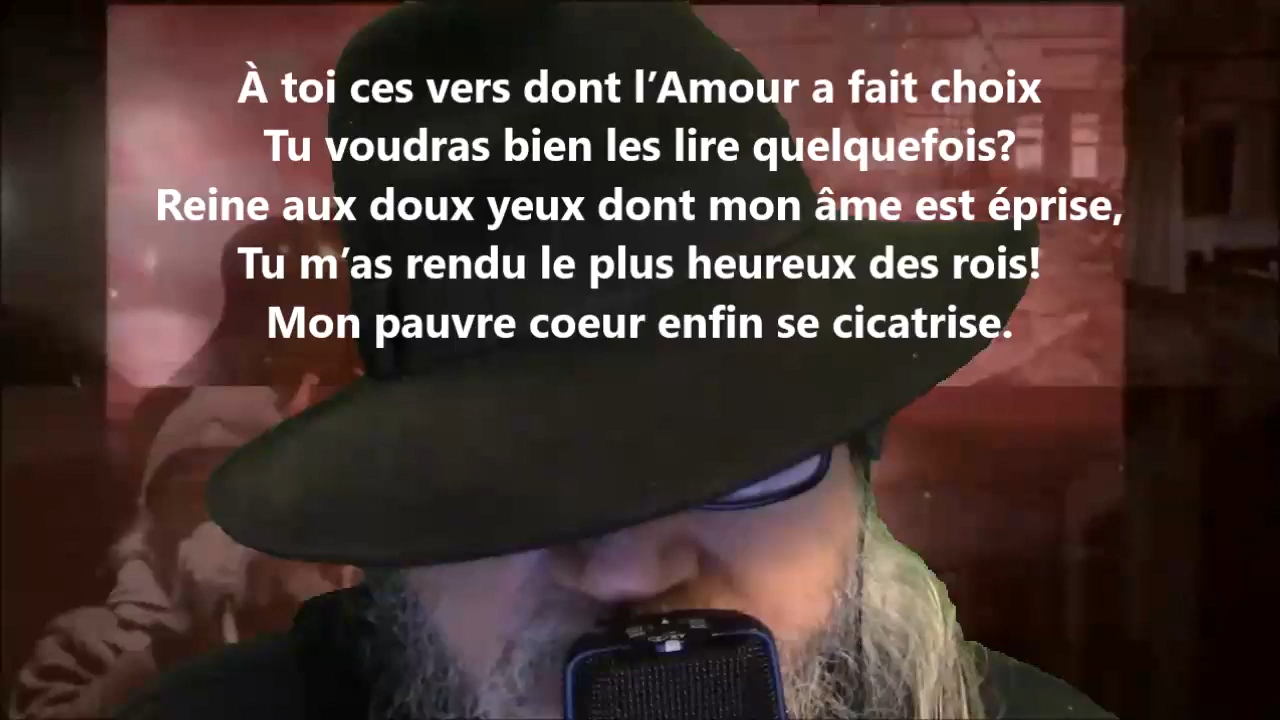 À toi ces vers dont l’Amour a fait choix
Tu voudras bien les lire quelquefois?
Reine aux doux yeux dont mon âme est éprise,
Tu m’as rendu le plus heureux des rois!
Mon pauvre coeur enfin se cicatrise.